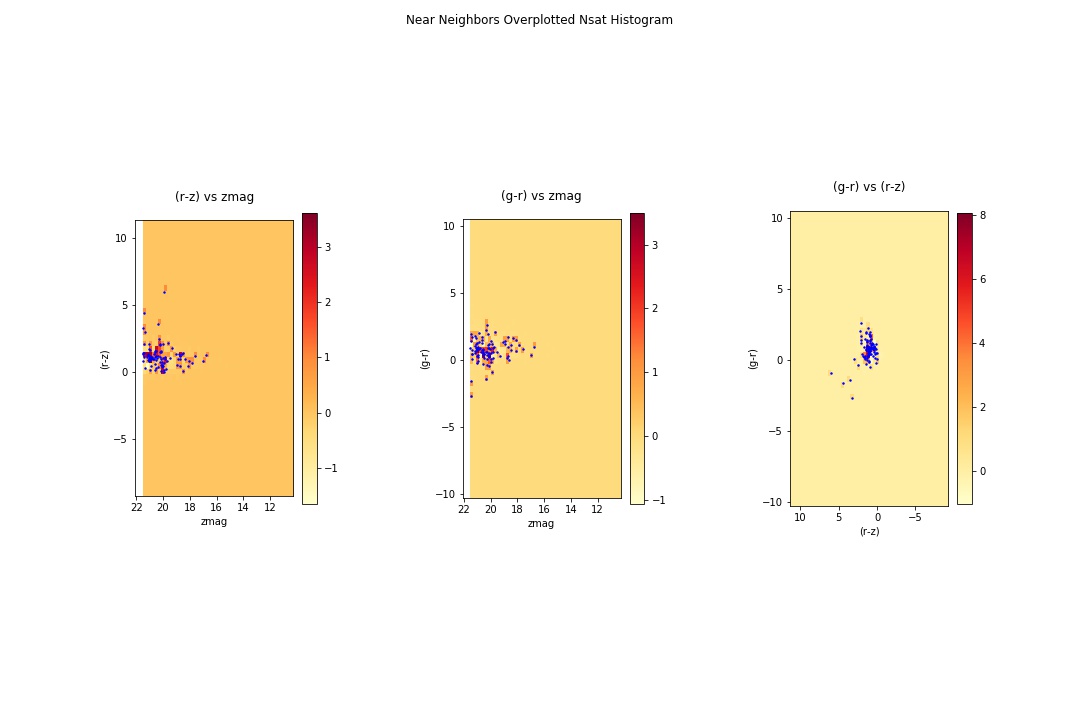 Near Neighbors Overplotted Nsat Histogram
(r-z) vs zmag
10
5
0
−5
(r-z)
22 20 18 16 14 12
zmag
3
2
1
0
−1
(g-r) vs zmag
10
5
0
−5
−10
(g-r)
22 20 18 16 14 12
zmag
3
2
1
0
−1
(g-r) vs (r-z)
10
5
0
−5
−10
(g-r)
10 5 0 −5
(r-z)
8
6
4
2
0